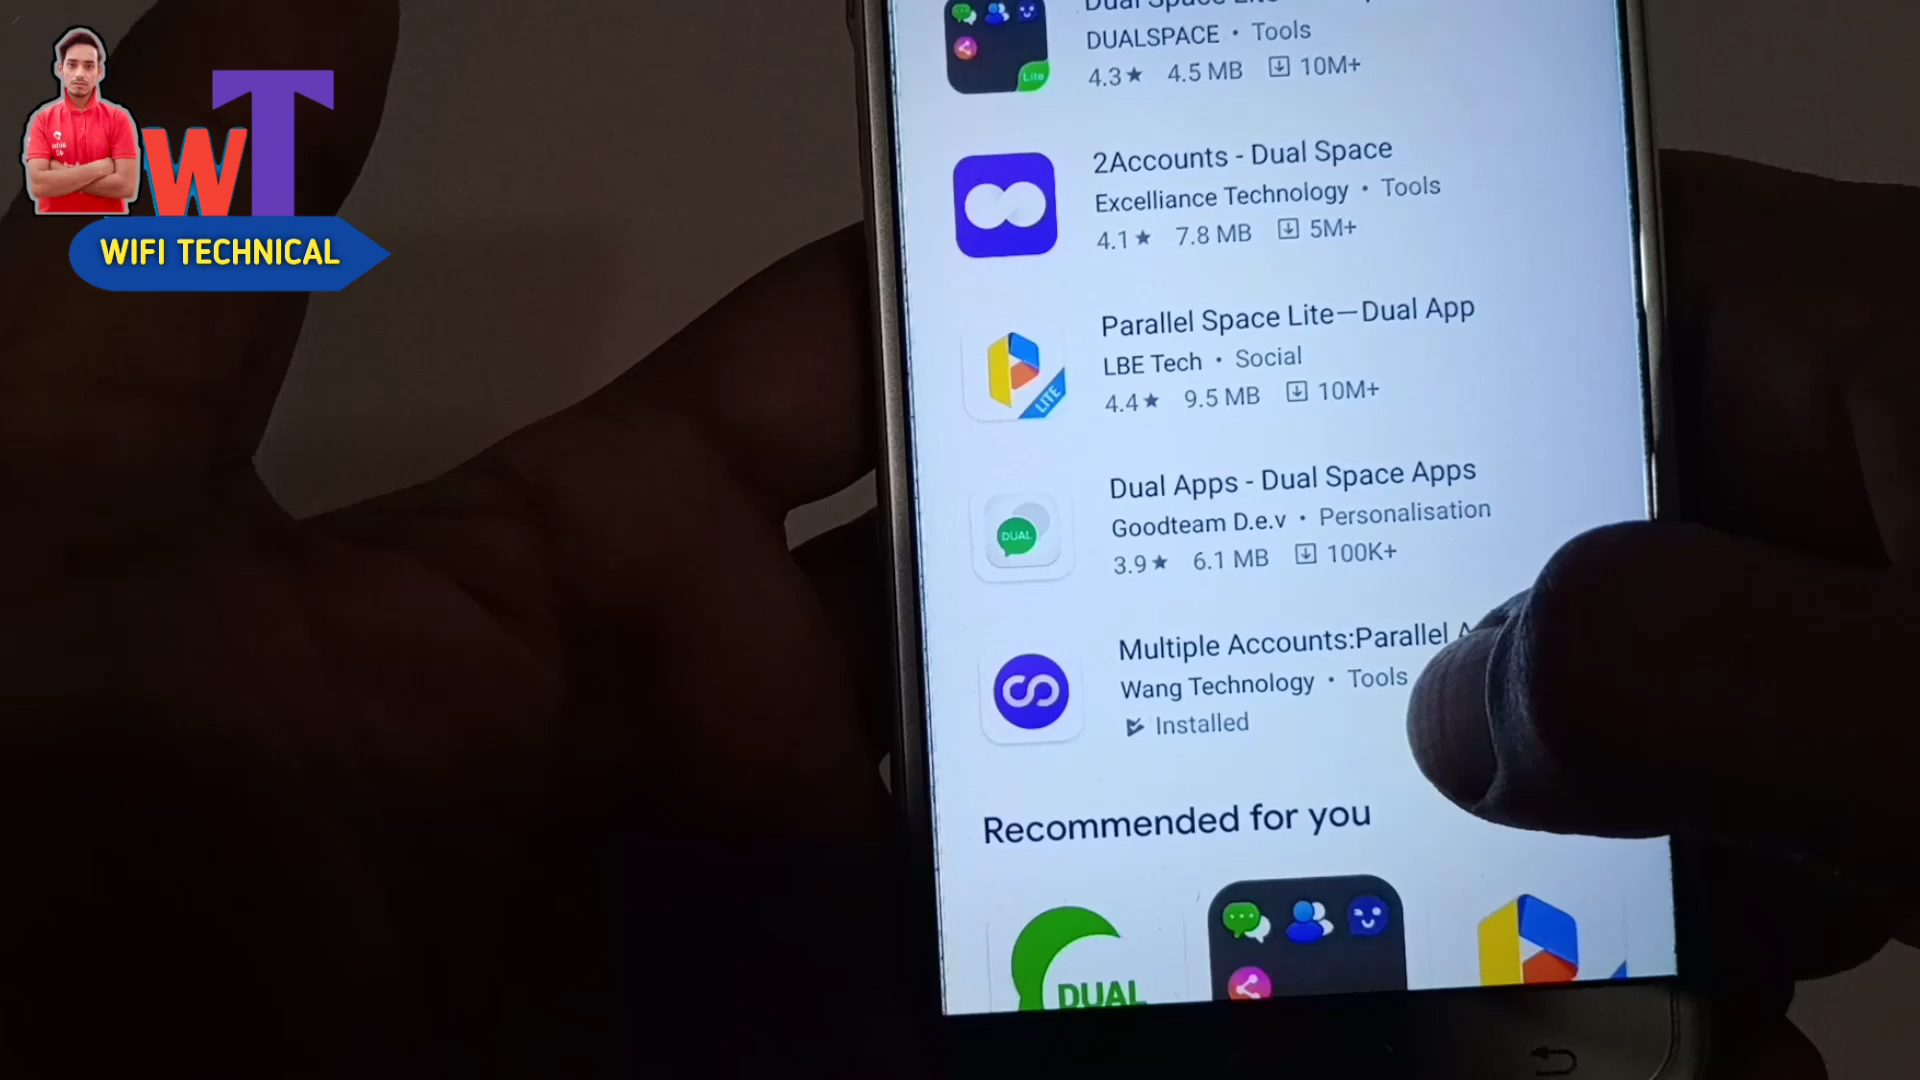 WT
WIFI TECHNICAL
DUALSPACE • Tools
4.3★ 4.5 MB 10M+
Lite
2Accounts - Dual Space
Excelliance Technology • Tools
4.1★ 7.8 MB 5M+
Parallel Space Lite—Dual App
LBE Tech • Social
4.4★ 9.5 MB 10M+
LITE
Dual Apps - Dual Space Apps
Goodteam D.e.v • Personalisation
3.9★ 6.1 MB 100K+
DUAL
Multiple Accounts:Parallel
Wang Technology • Tools
Installed
Recommended for you
DUAL